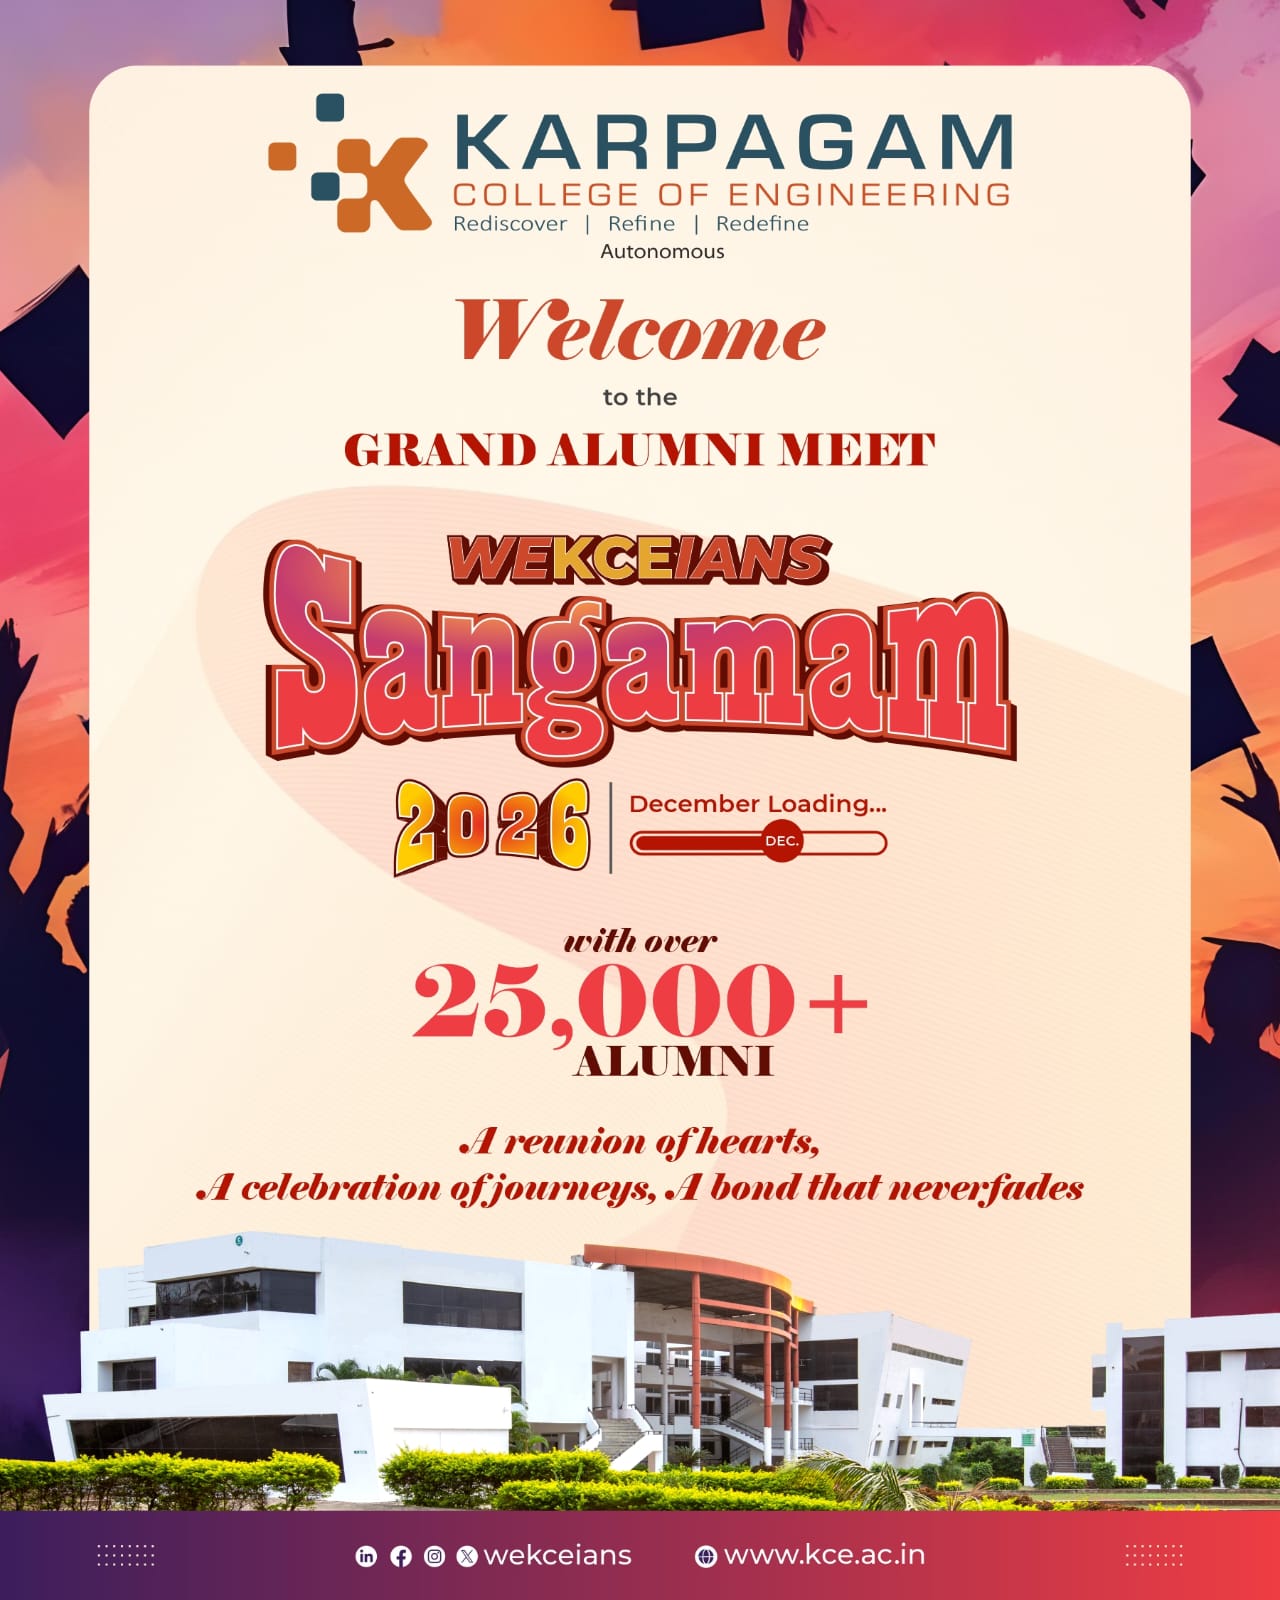 KARPAGAM
COLLEGE OF ENGINEERING
Rediscover | Refine | Redefine
Autonomous
Welcome
to the
GRAND ALUMNI MEET
WEKCEIANS
Sangamam
2026
December Loading...
DEC.
with over
25,000+
ALUMNI
A reunion of hearts,
A celebration of journeys, A bond that never fades
wekceians www.kce.ac.in